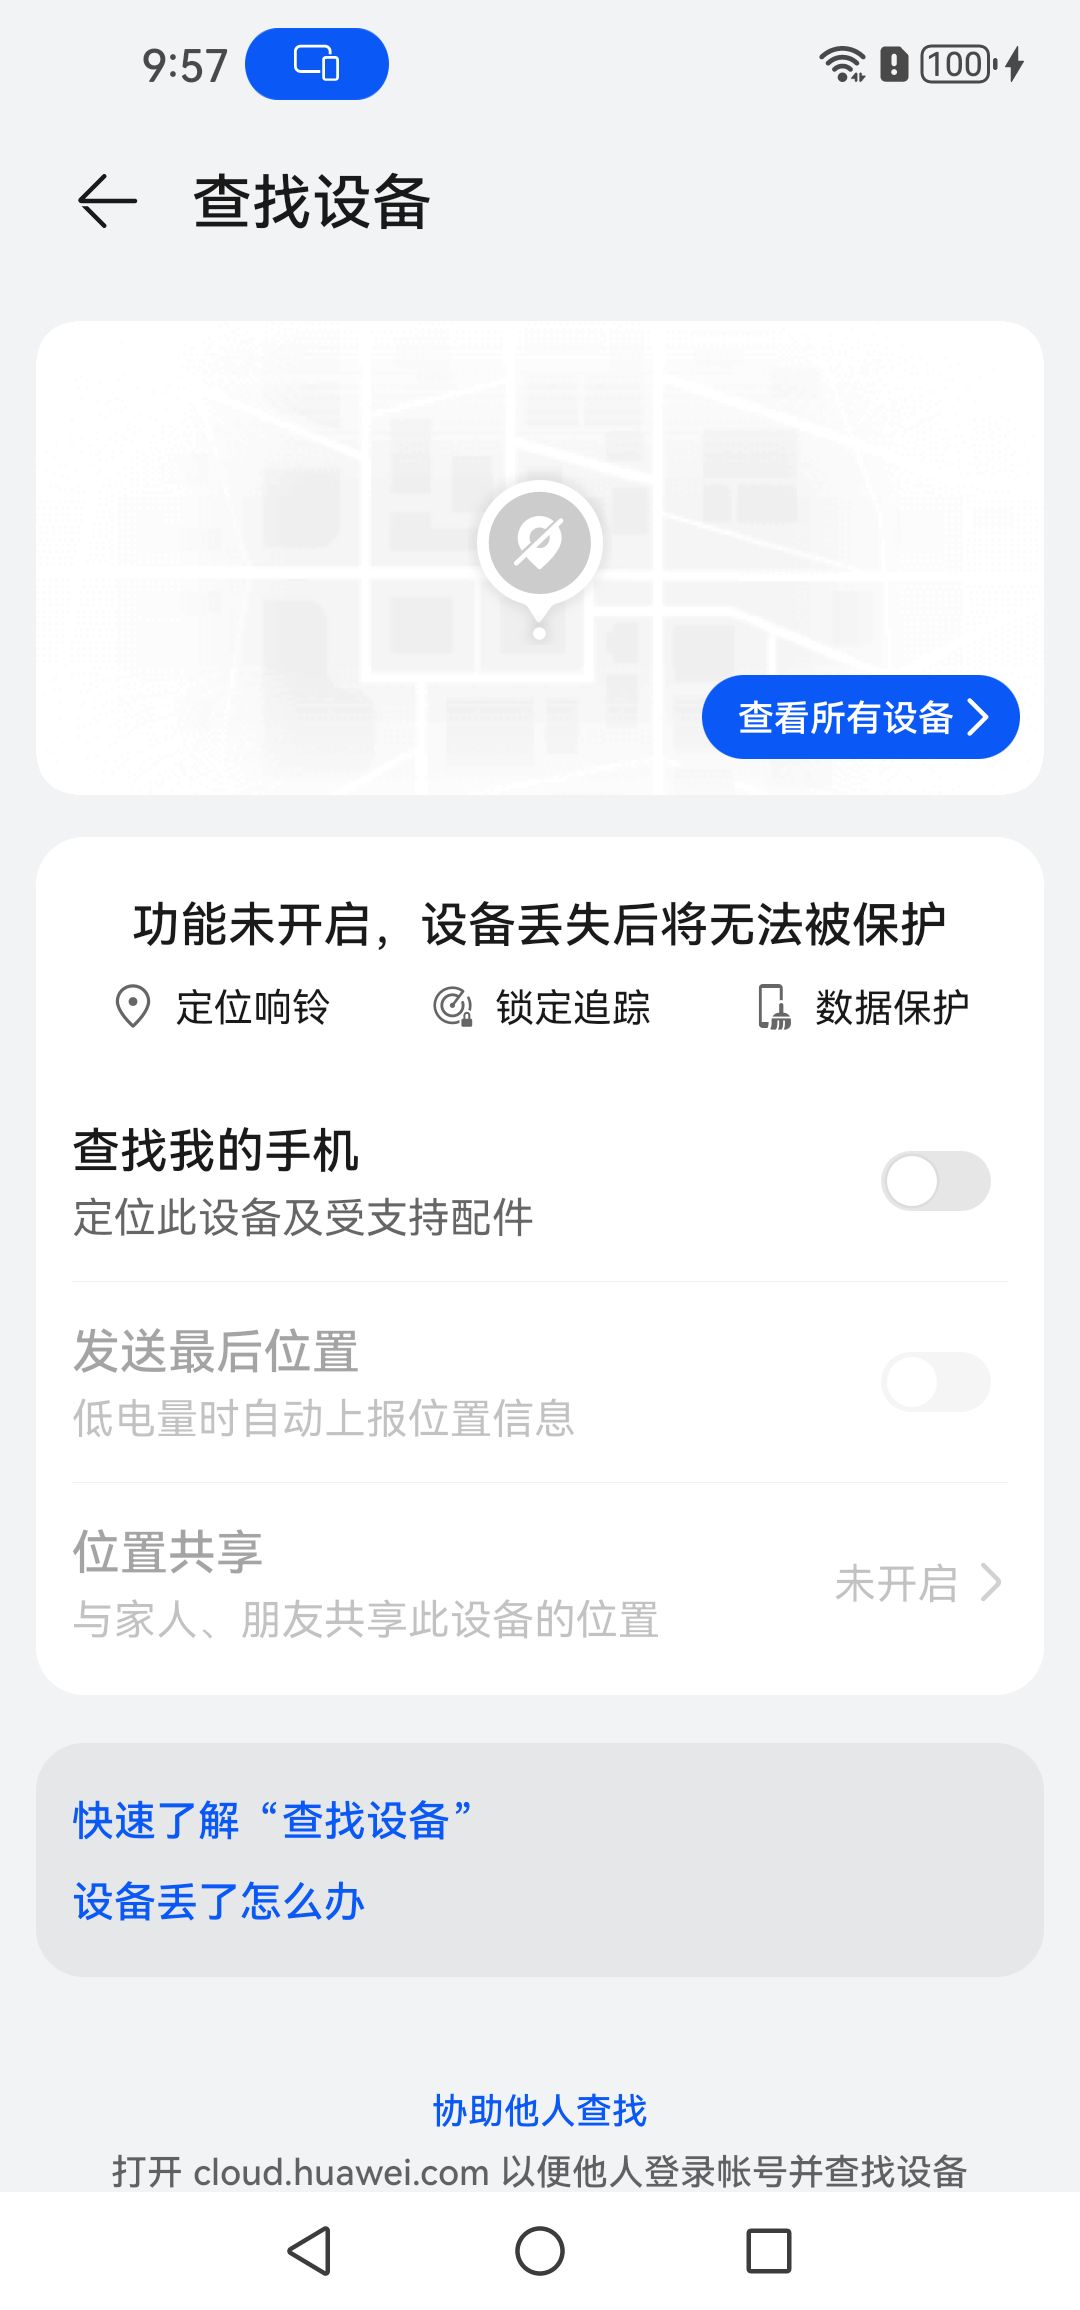 9:57
100
查找设备
查看所有设备
功能未开启，设备丢失后将无法被保护
定位响铃
锁定追踪
数据保护
查找我的手机
定位此设备及受支持配件
发送最后位置
低电量时自动上报位置信息
位置共享
与家人、朋友共享此设备的位置
未开启
快速了解“查找设备”
设备丢了怎么办
协助他人查找
打开 cloud.huawei.com 以便他人登录帐号并查找设备